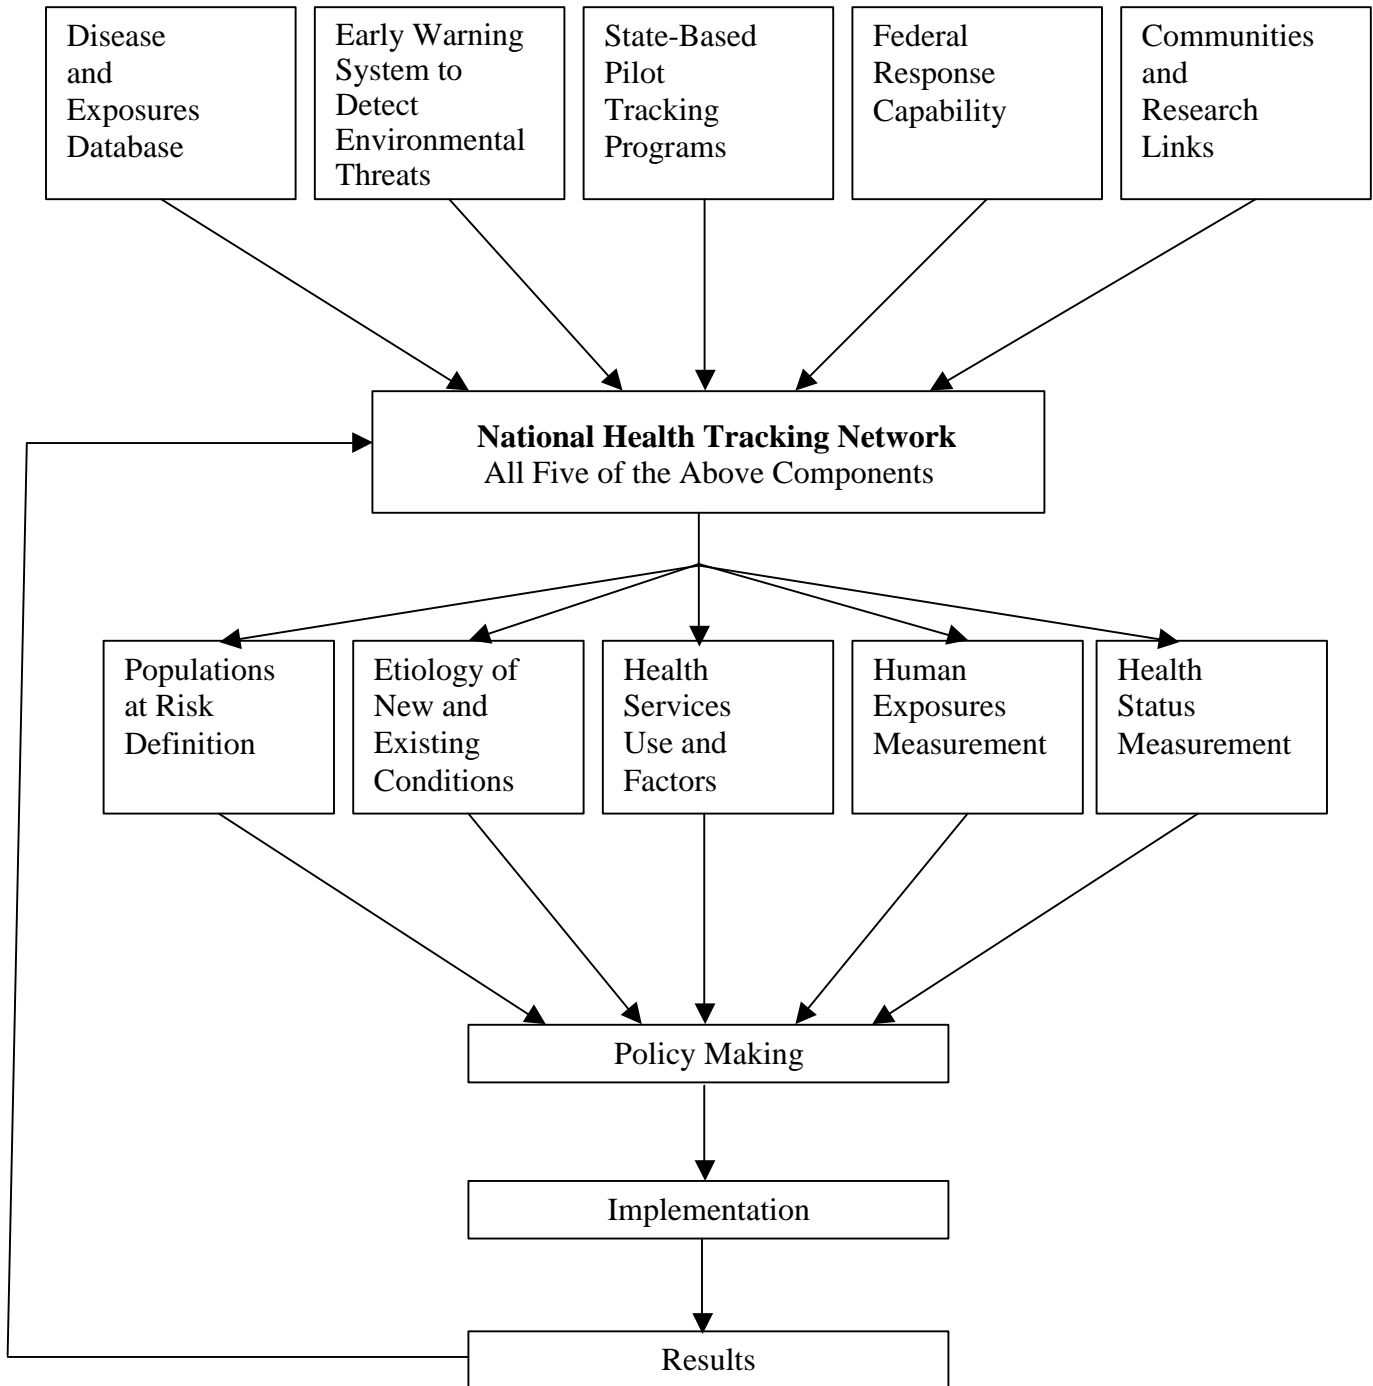 Disease
and
Exposures
Database
Early Warning
System to
Detect
Environmental
Threats
State-Based
Pilot
Tracking
Programs
Federal
Response
Capability
Communities
and
Research
Links
National Health Tracking Network
All Five of the Above Components
Populations
at Risk
Definition
Etiology of
New and
Existing
Conditions
Health
Services
Use and
Factors
Human
Exposures
Measurement
Health
Status
Measurement
Policy Making
Implementation
Results